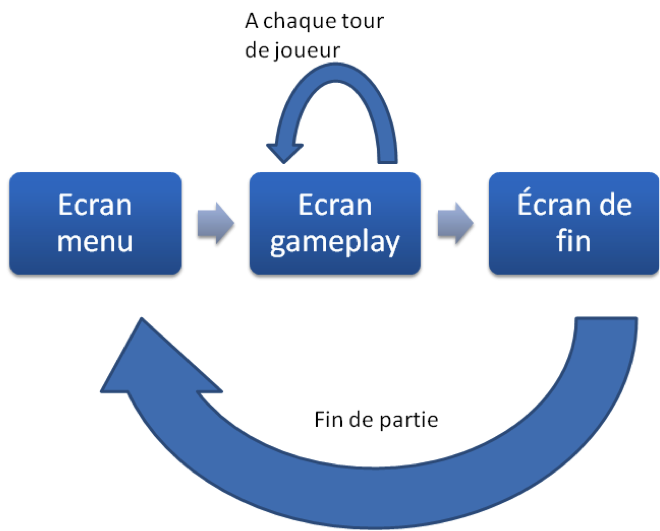 A chaque tour
de joueur
Ecran
menu
Ecran
gameplay
Écran de
fin
Fin de partie